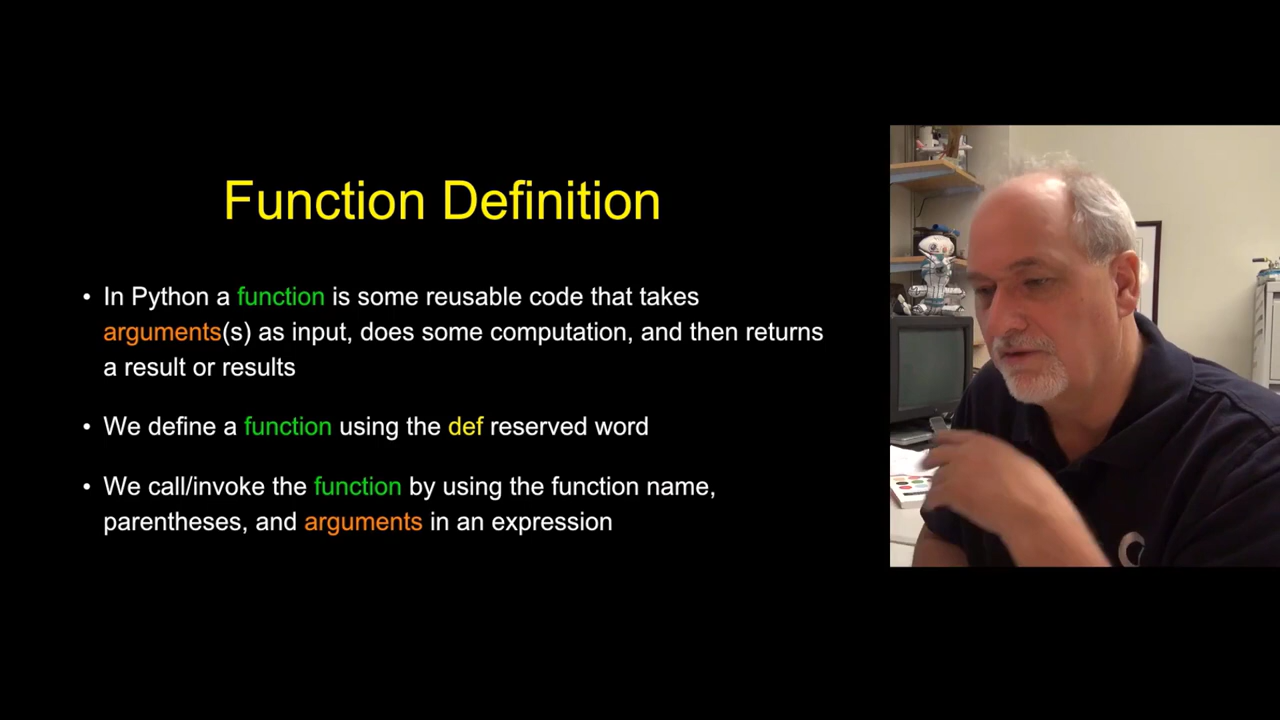 Function Definition
• In Python a function is some reusable code that takes
arguments(s) as input, does some computation, and then returns
a result or results
• We define a function using the def reserved word
• We call/invoke the function by using the function name,
parentheses, and arguments in an expression